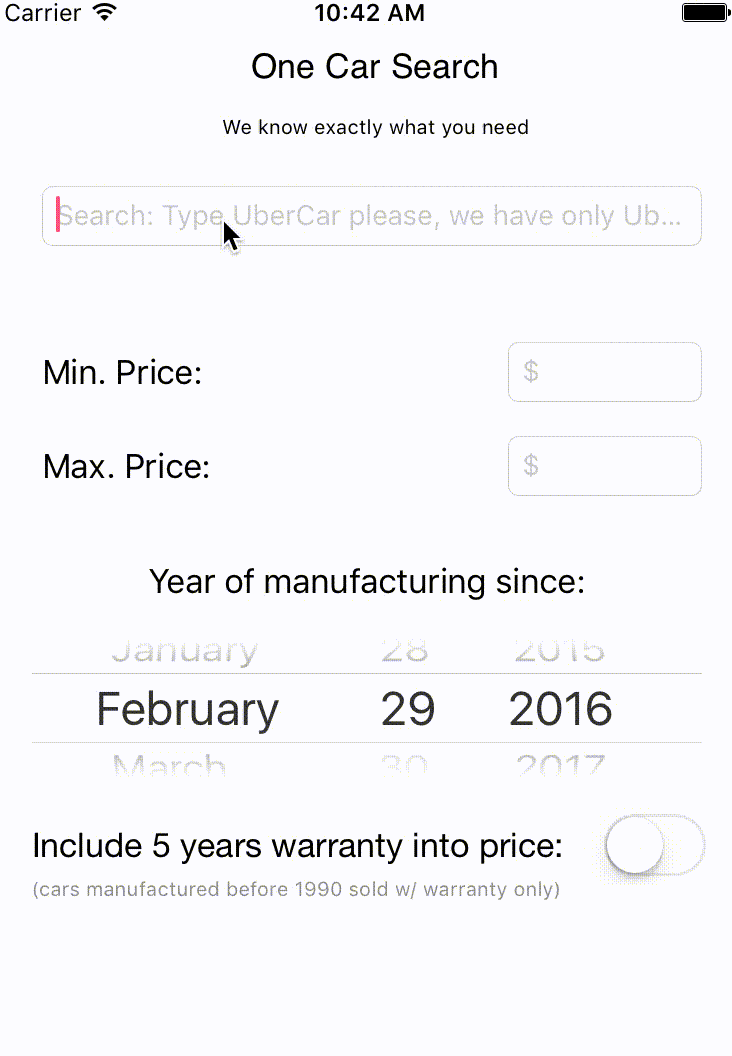 Carrier 10:42 AM
One Car Search
We know exactly what you need
Search: Type UberCar please, we have only Ub...
Min. Price: $
Max. Price: $
Year of manufacturing since:
January 28 2015
February 29 2016
March 30 2017
Include 5 years warranty into price:
(cars manufactured before 1990 sold w/ warranty only)